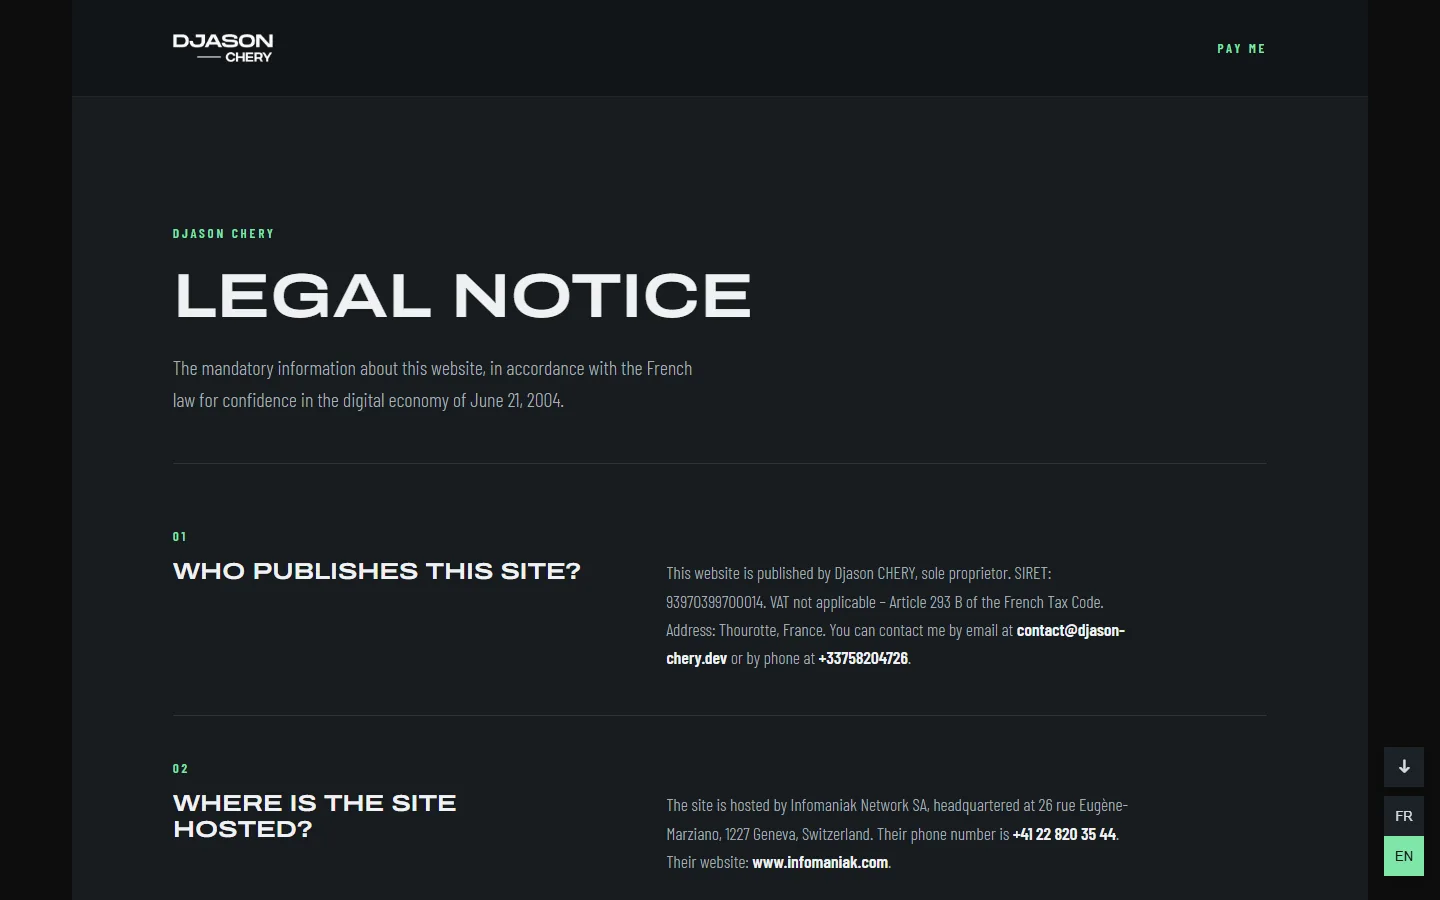 DJASON
CHERY
PAY ME
DJASON CHERY
LEGAL NOTICE
The mandatory information about this website, in accordance with the French
law for confidence in the digital economy of June 21, 2004.
01
WHO PUBLISHES THIS SITE?
This website is published by Djason CHERY, sole proprietor. SIRET:
93970399700014. VAT not applicable – Article 293 B of the French Tax Code.
Address: Thourotte, France. You can contact me by email at contact@djason-
chery.dev or by phone at +33758204726.
02
WHERE IS THE SITE
HOSTED?
The site is hosted by Infomaniak Network SA, headquartered at 26 rue Eugène-
Marziano, 1227 Geneva, Switzerland. Their phone number is +41 22 820 35 44.
Their website: www.infomaniak.com.
FR
EN